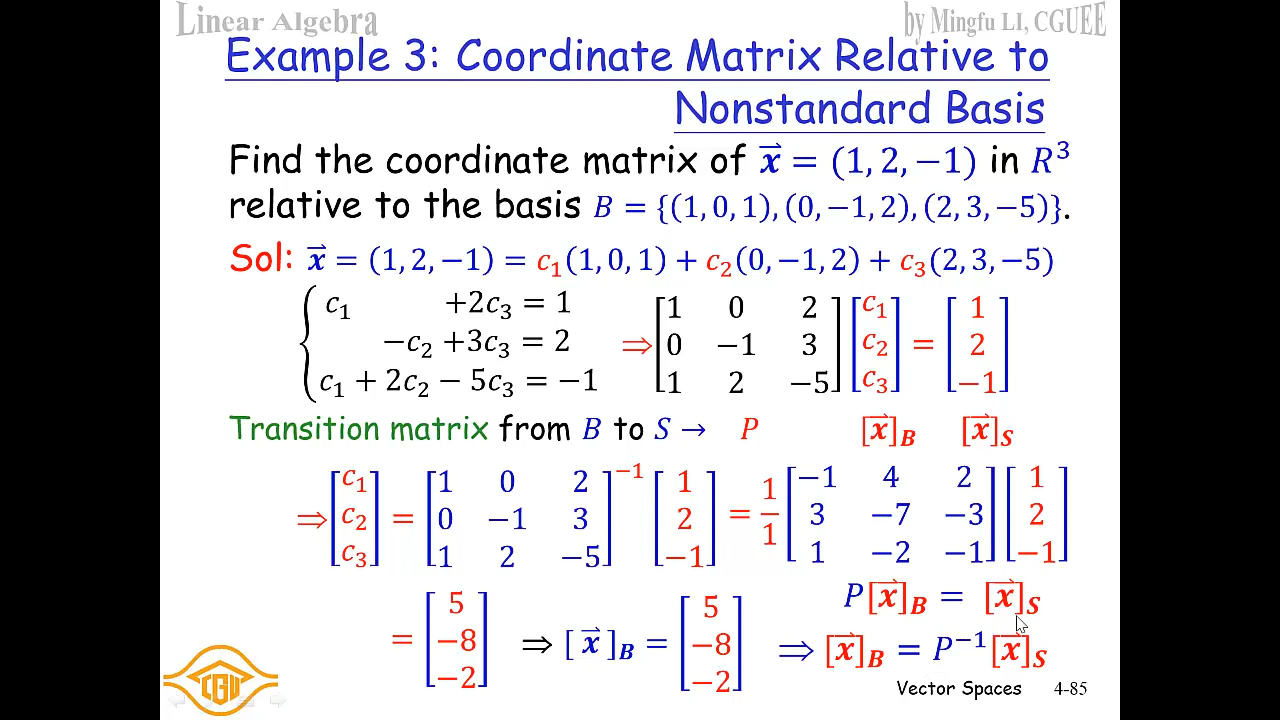 Linear Algebra by Mingfu LI, CGUEE
Example 3: Coordinate Matrix Relative to
Nonstandard Basis
Find the coordinate matrix of x⃗ = (1, 2, −1) in R³
relative to the basis B = {(1, 0, 1), (0, −1, 2), (2, 3, −5)}.
Sol: x⃗ = (1, 2, −1) = c₁(1, 0, 1) + c₂(0, −1, 2) + c₃(2, 3, −5)
{ c₁ +2c₃ = 1 [1 0 2] [c₁] [1]
−c₂ +3c₃ = 2 ⇒ [0 −1 3] [c₂] = [2]
c₁ + 2c₂ − 5c₃ = −1 [1 2 −5] [c₃] [−1]
Transition matrix from B to S → P [x⃗]B [x⃗]S
[c₁] [1 0 2]⁻¹ [1] 1 [−1 4 2] [1]
⇒ [c₂] = [0 −1 3] [2] = — [3 −7 −3] [2]
[c₃] [1 2 −5] [−1] 1 [1 −2 −1] [−1]
[5] [5] P[x⃗]B = [x⃗]S
= [−8] ⇒ [x⃗]B = [−8] ⇒ [x⃗]B = P⁻¹[x⃗]S
[−2] [−2]
CGU
Vector Spaces 4-85